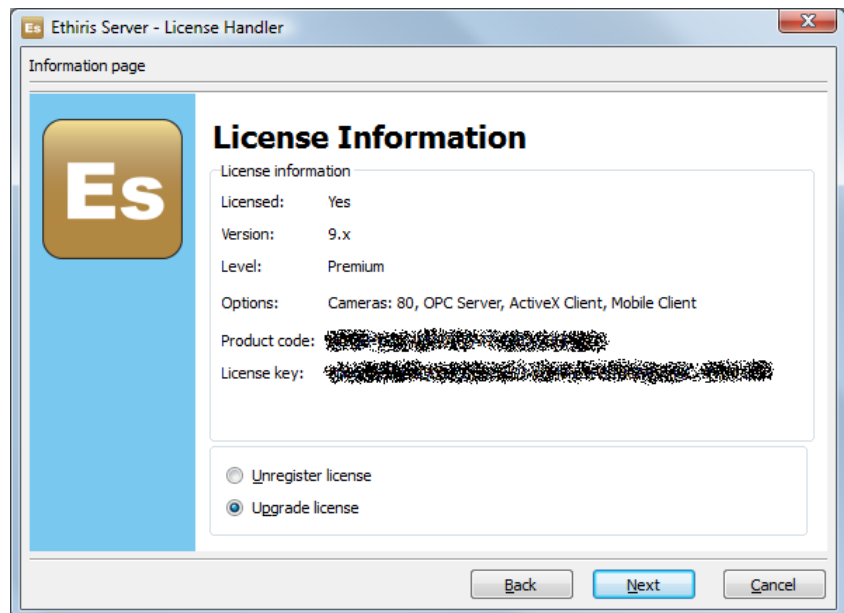 Es Ethiris Server - License Handler
Information page
Es
License Information
License information
Licensed: Yes
Version: 9.x
Level: Premium
Options: Cameras: 80, OPC Server, ActiveX Client, Mobile Client
Product code:
License key:
Unregister license
Upgrade license
Back Next Cancel